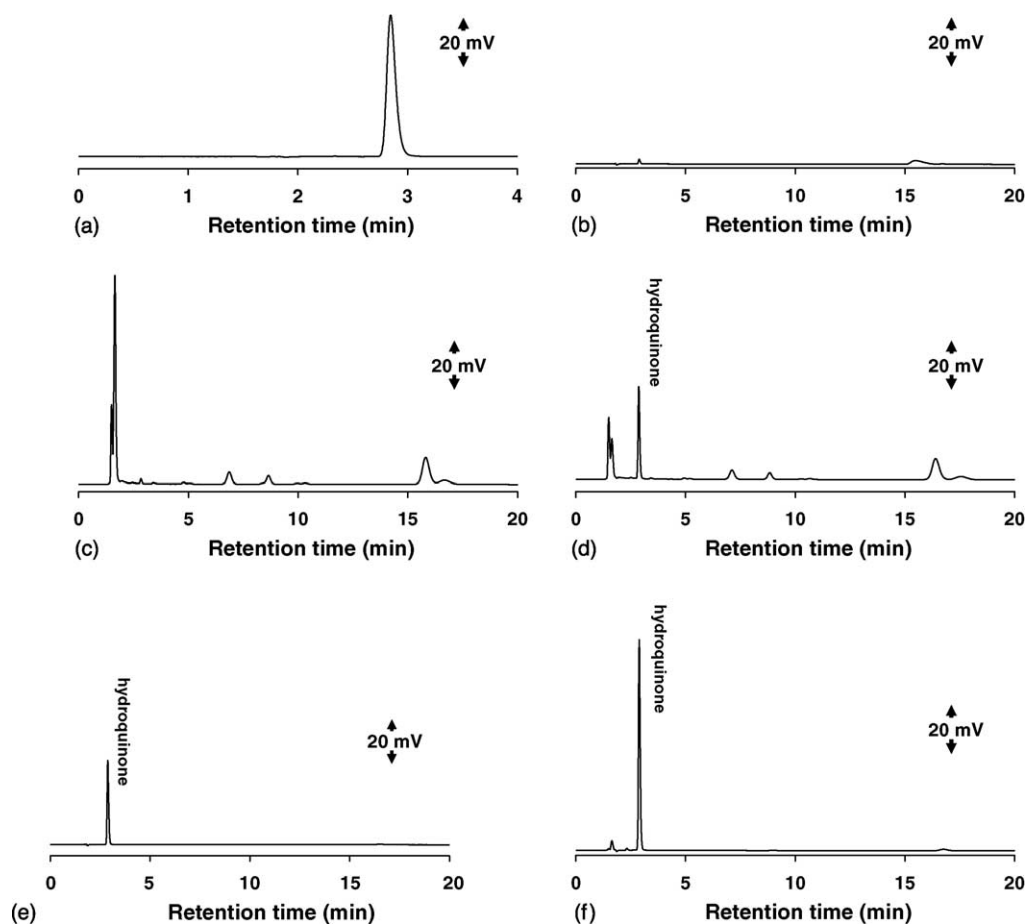 20 mV
0 1 2 3 4
(a) Retention time (min)
20 mV
0 5 10 15 20
(b) Retention time (min)
20 mV
0 5 10 15 20
(c) Retention time (min)
hydroquinone
20 mV
0 5 10 15 20
(d) Retention time (min)
hydroquinone
20 mV
0 5 10 15 20
(e) Retention time (min)
hydroquinone
20 mV
0 5 10 15 20
(f) Retention time (min)